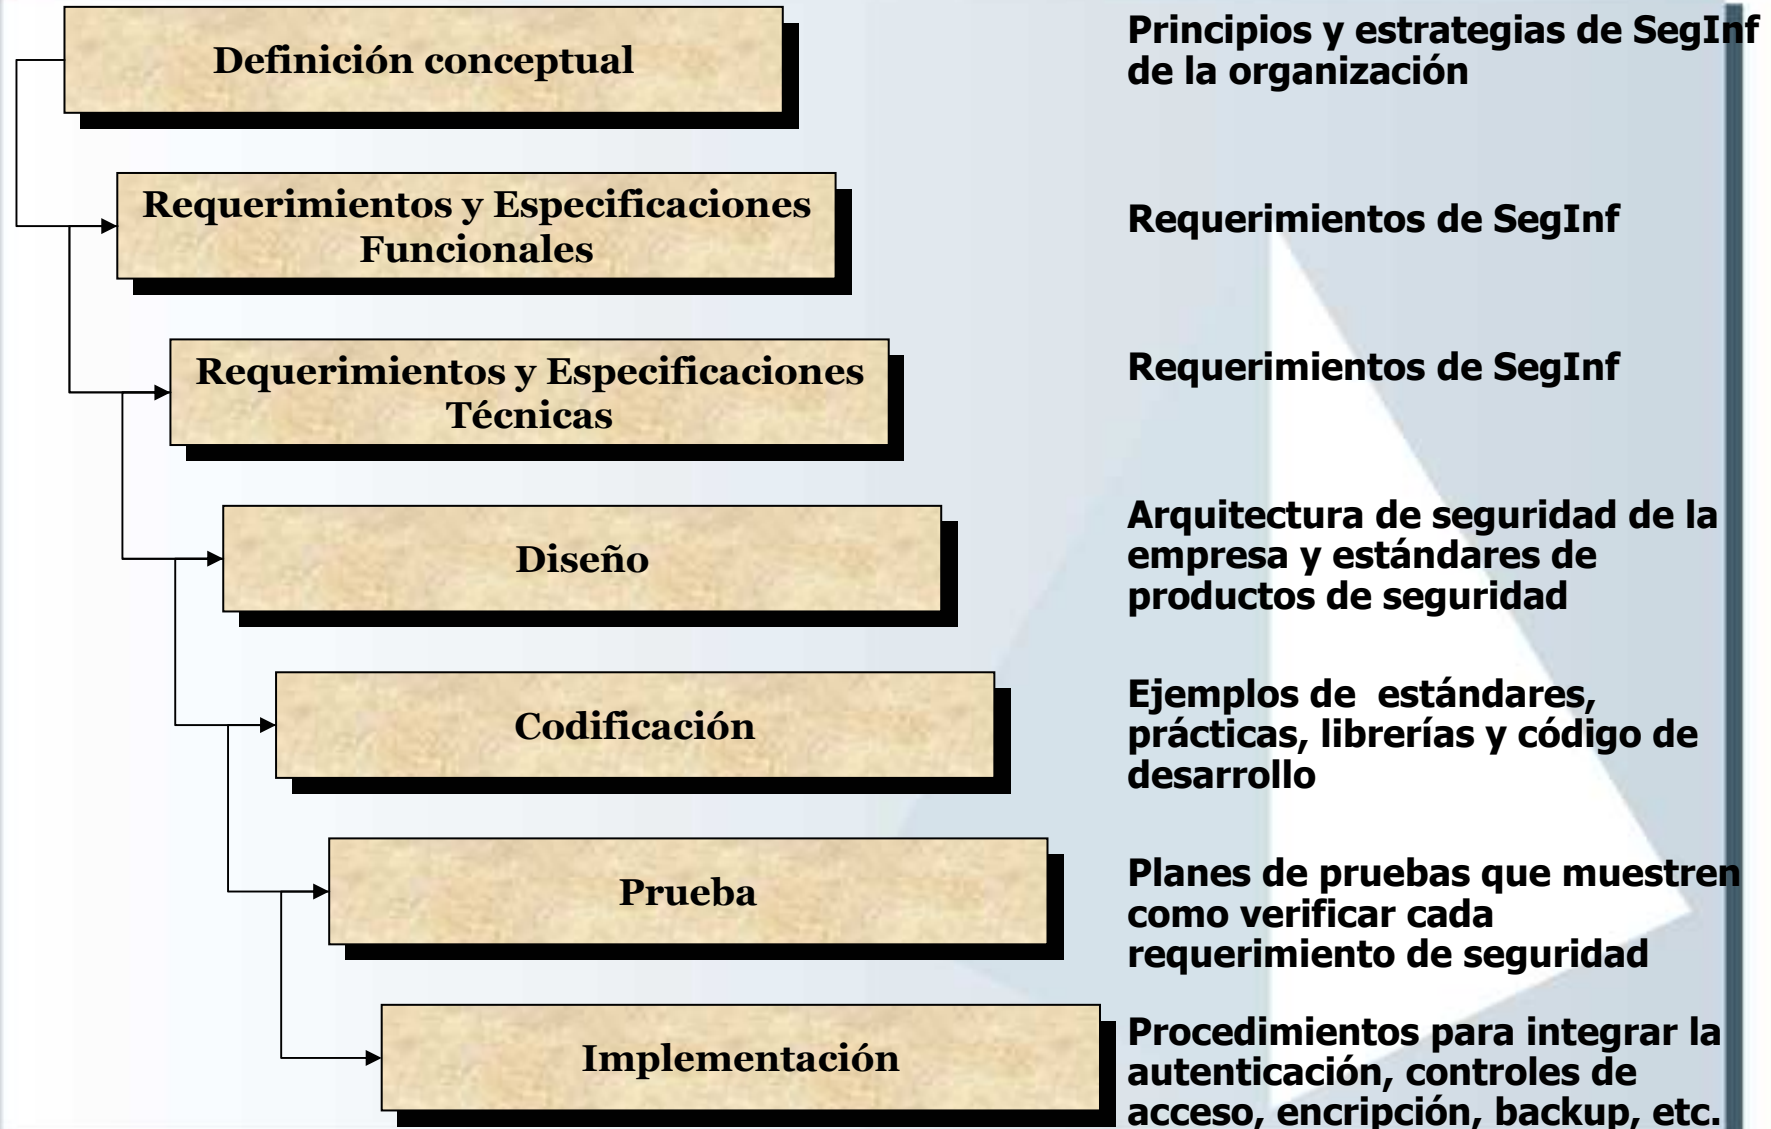 Definición conceptual
Principios y estrategias de SegInf
de la organización
Requerimientos y Especificaciones
Funcionales
Requerimientos de SegInf
Requerimientos y Especificaciones
Técnicas
Requerimientos de SegInf
Diseño
Arquitectura de seguridad de la
empresa y estándares de
productos de seguridad
Codificación
Ejemplos de  estándares,
prácticas, librerías y código de
desarrollo
Prueba
Planes de pruebas que muestren
como verificar cada
requerimiento de seguridad
Implementación
Procedimientos para integrar la
autenticación, controles de
acceso, encripción, backup, etc.